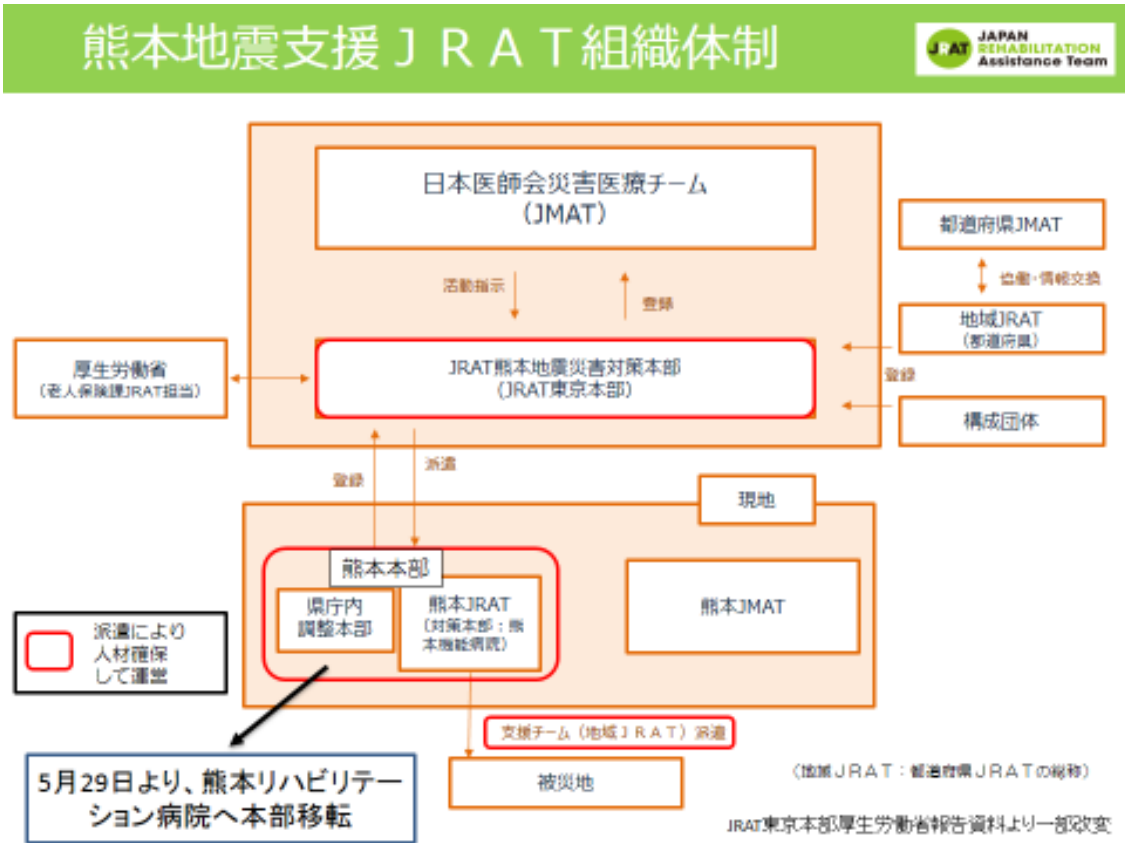 熊本地震支援ＪＲＡＴ組織体制
JRAT
JAPAN
REHABILITATION
Assistance Team
日本医師会災害医療チーム
（JMAT）
都道府県JMAT
活動指示
登録
協働・情報交換
地域JRAT
（都道府県）
厚生労働省
（老人保険課JRAT担当）
JRAT熊本地震災害対策本部
（JRAT東京本部）
登録
構成団体
登録
派遣
現地
熊本本部
県庁内
調整本部
熊本JRAT
（対策本部：熊
本機能病院）
熊本JMAT
派遣により
人材確保
して運営
支援チーム（地域ＪＲＡＴ）派遣
5月29日より、熊本リハビリテー
ション病院へ本部移転
被災地
（地域ＪＲＡＴ：都道府県ＪＲＡＴの総称）
JRAT東京本部厚生労働省報告資料より一部改変